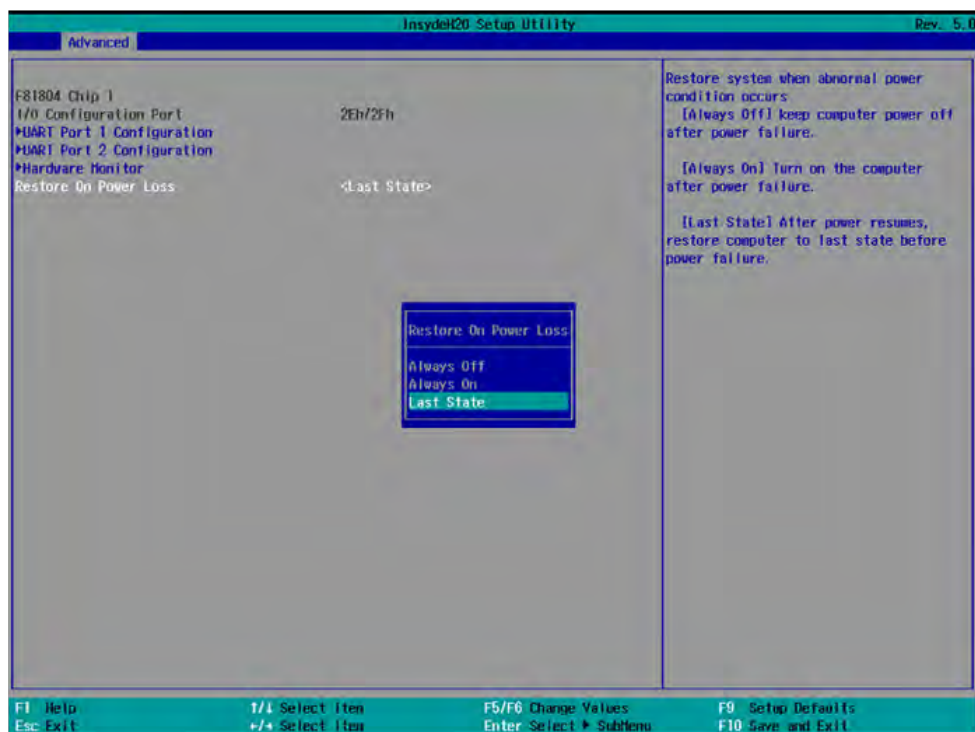 InsydeH20 Setup Utility Rev. 5.0
Advanced
F81804 Chip 1
I/O Configuration Port 2Eh/2Fh
▶UART Port 1 Configuration
▶UART Port 2 Configuration
▶Hardware Monitor
Restore On Power Loss <Last State>
Restore system when abnormal power
condition occurs
[Always Off] keep computer power off
after power failure.
[Always On] Turn on the computer
after power failure.
[Last State] After power resumes,
restore computer to last state before
power failure.
Restore On Power Loss
Always Off
Always On
Last State
F1 Help ↑/↓ Select Item F5/F6 Change Values F9 Setup Defaults
Esc Exit ←/→ Select Item Enter Select ▶ SubMenu F10 Save and Exit